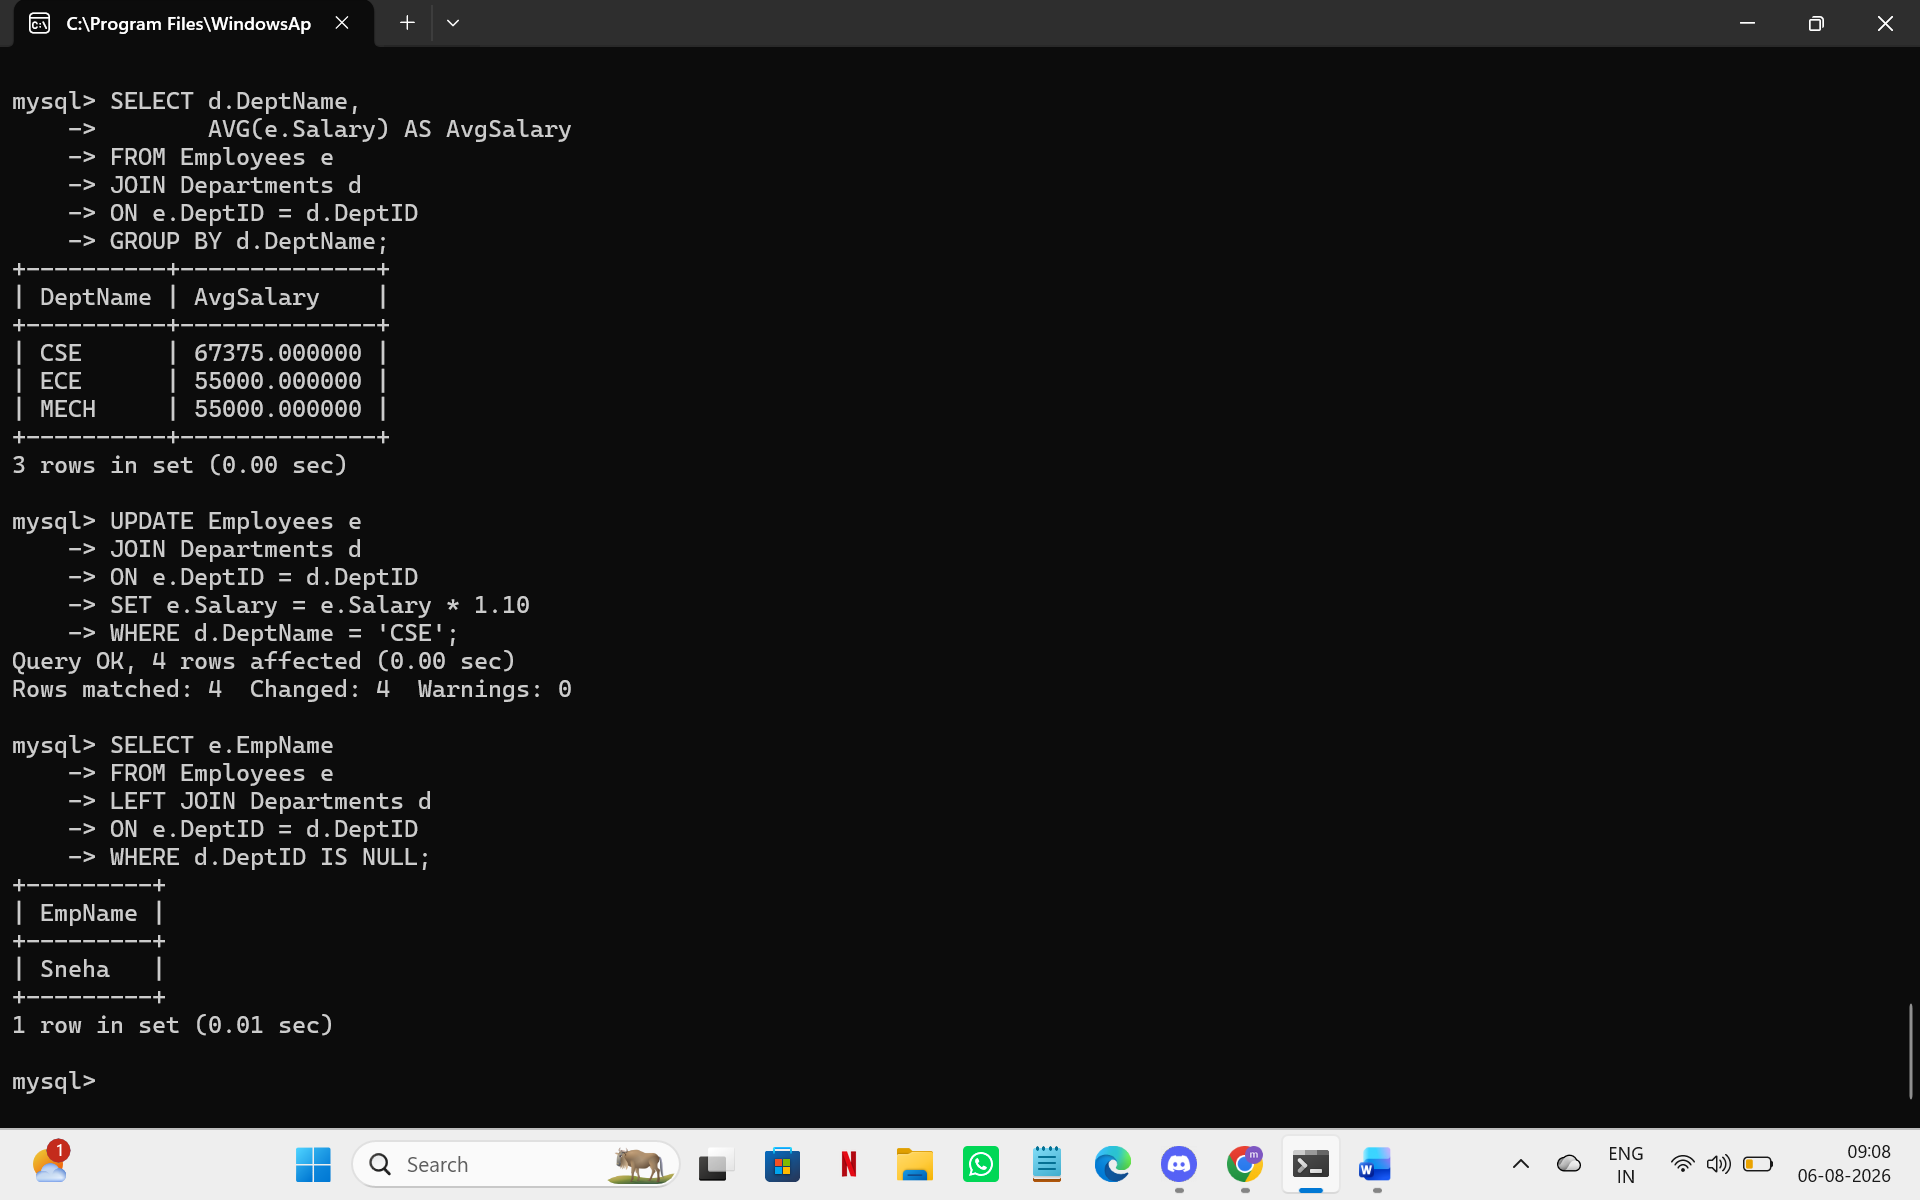 C:\Program Files\WindowsAp
mysql> SELECT d.DeptName,
    ->        AVG(e.Salary) AS AvgSalary
    -> FROM Employees e
    -> JOIN Departments d
    -> ON e.DeptID = d.DeptID
    -> GROUP BY d.DeptName;
+----------+--------------+
| DeptName | AvgSalary    |
+----------+--------------+
| CSE      | 67375.000000 |
| ECE      | 55000.000000 |
| MECH     | 55000.000000 |
+----------+--------------+
3 rows in set (0.00 sec)
mysql> UPDATE Employees e
    -> JOIN Departments d
    -> ON e.DeptID = d.DeptID
    -> SET e.Salary = e.Salary * 1.10
    -> WHERE d.DeptName = 'CSE';
Query OK, 4 rows affected (0.00 sec)
Rows matched: 4  Changed: 4  Warnings: 0
mysql> SELECT e.EmpName
    -> FROM Employees e
    -> LEFT JOIN Departments d
    -> ON e.DeptID = d.DeptID
    -> WHERE d.DeptID IS NULL;
+---------+
| EmpName |
+---------+
| Sneha   |
+---------+
1 row in set (0.01 sec)
mysql>
1
Search
N
m
W
ENG
IN
09:08
06-08-2026